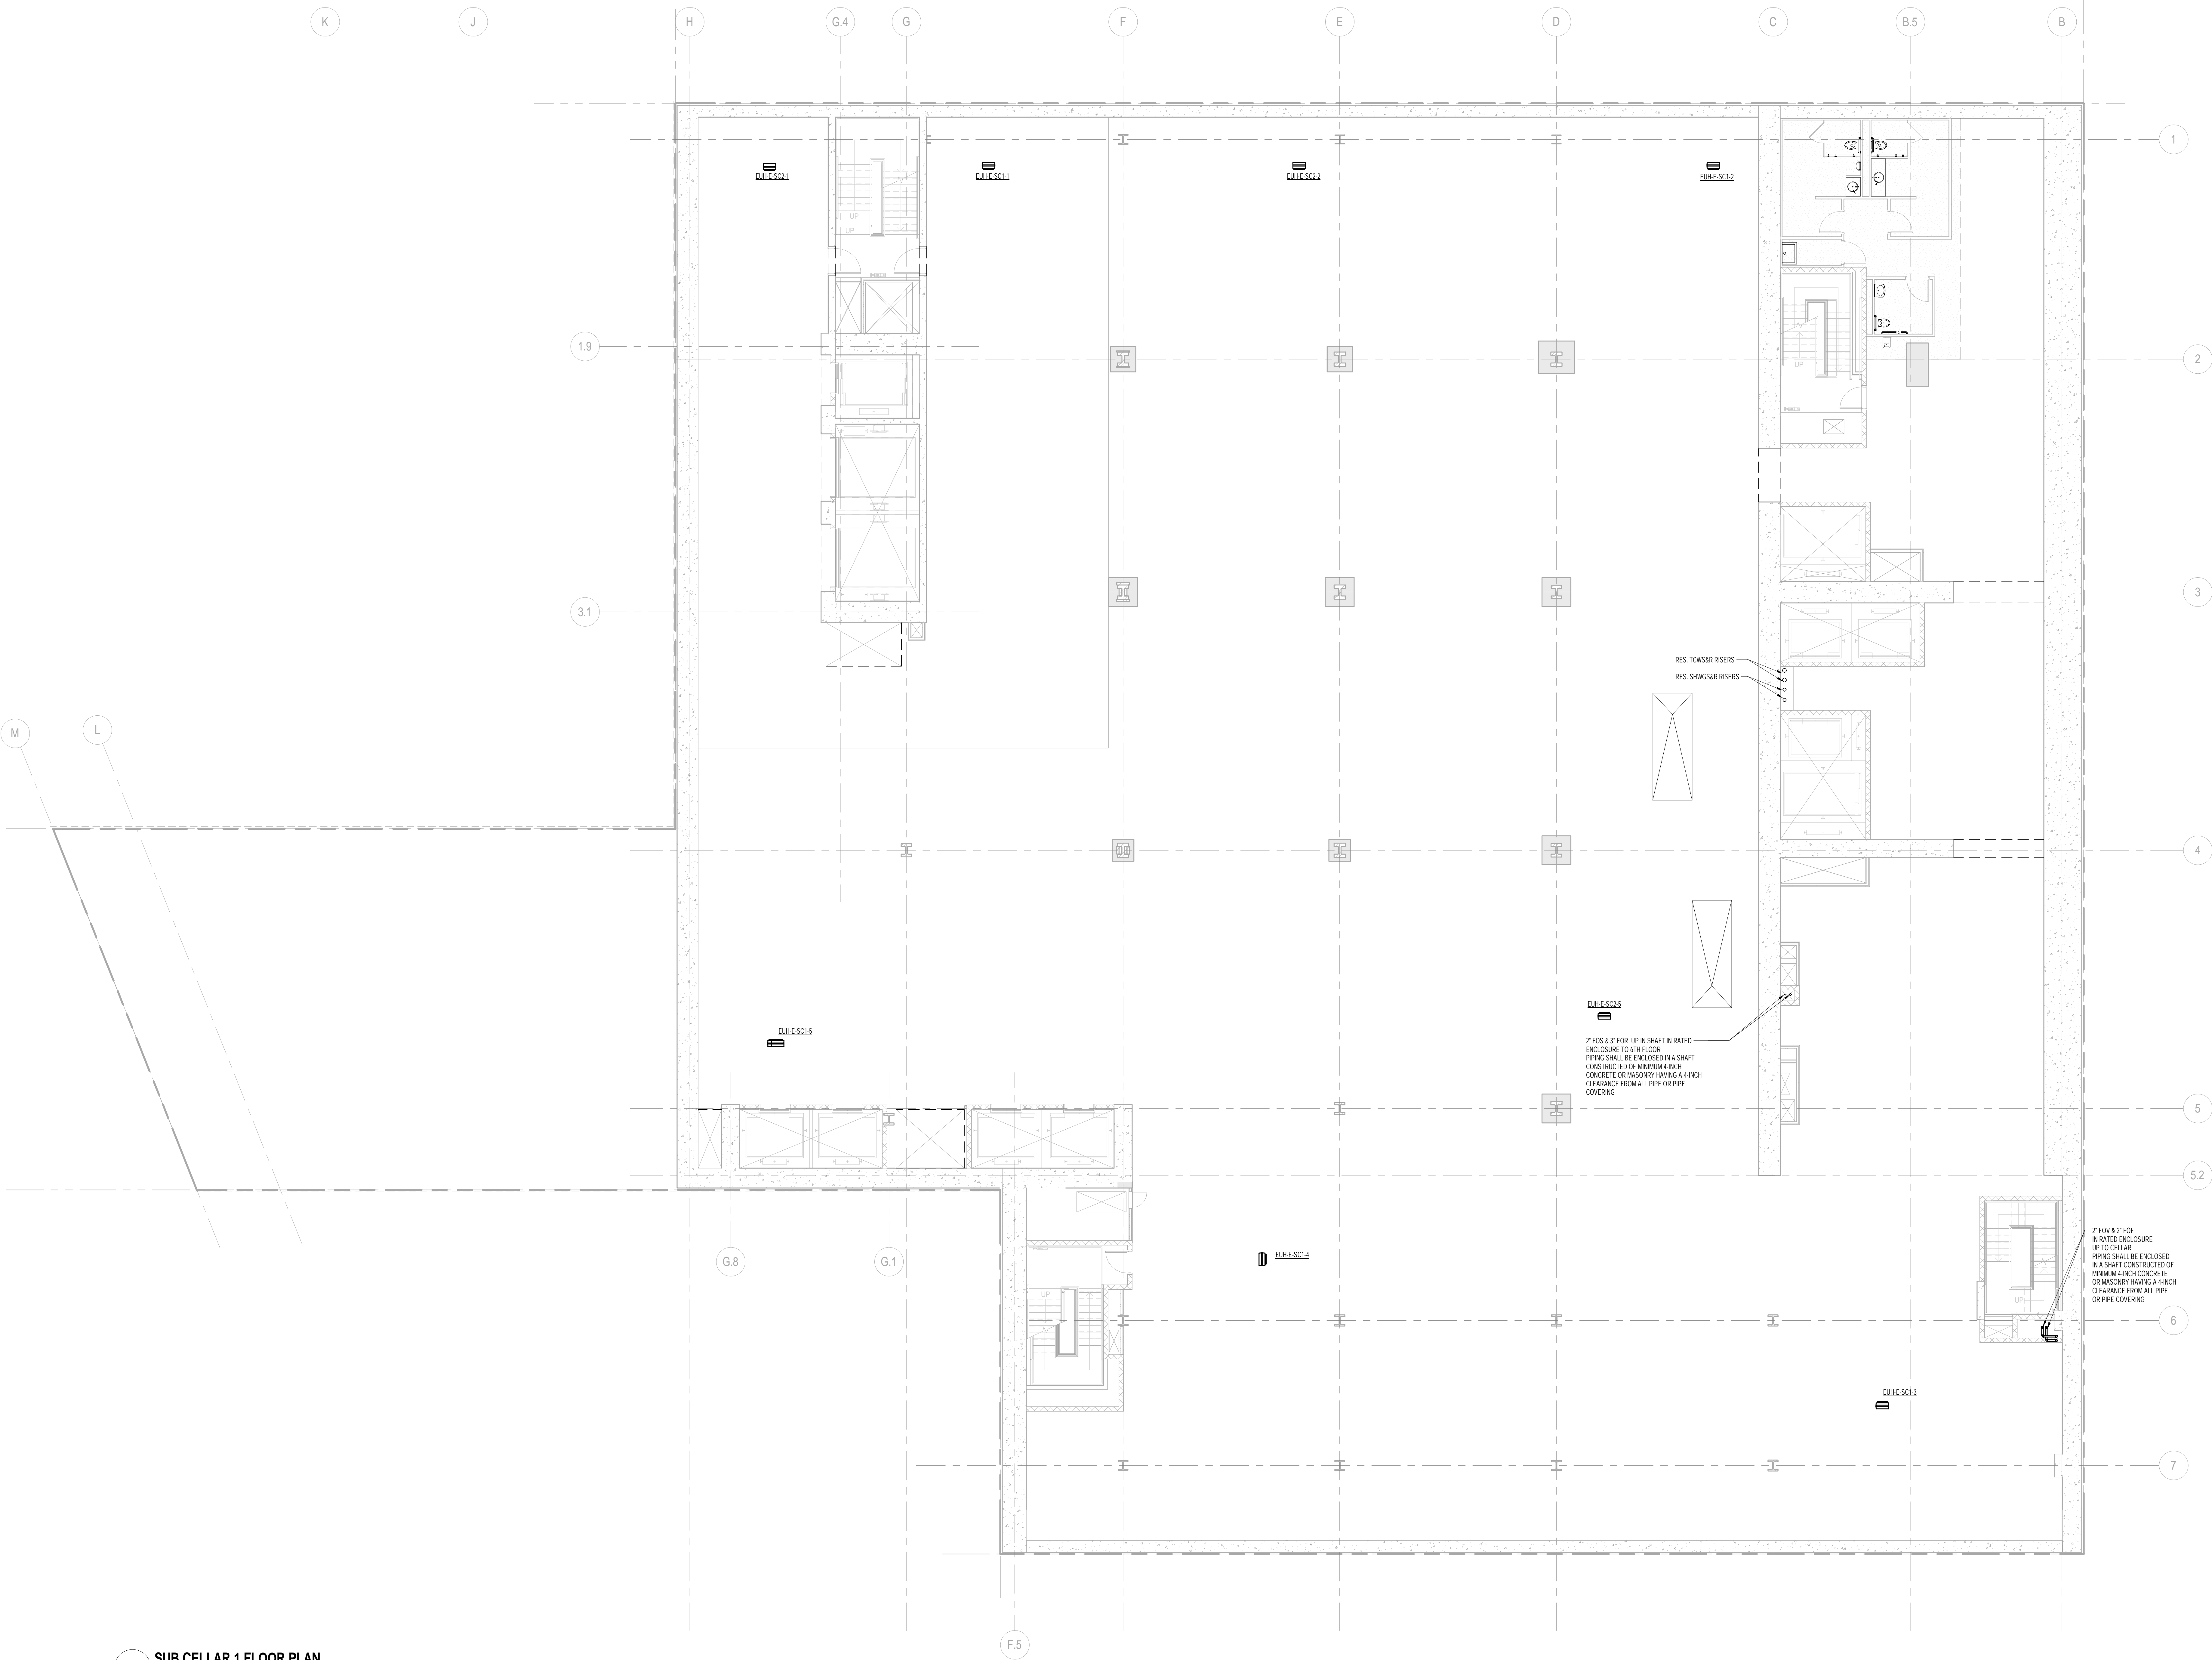 K
J
H
G.4
G
F
E
D
C
B.5
B
1
EUH-E-SC2-1
EUH-E-SC1-1
EUH-E-SC2-2
EUH-E-SC1-2
UP
UP
1.9
2
UP
3.1
3
RES. TCWS&R RISERS
RES. SHWGS&R RISERS
M
L
4
EUH-E-SC2-5
EUH-E-SC1-5
2" FOS & 3" FOR UP IN SHAFT IN RATED
ENCLOSURE TO 6TH FLOOR
PIPING SHALL BE ENCLOSED IN A SHAFT
CONSTRUCTED OF MINIMUM 4-INCH
CONCRETE OR MASONRY HAVING A 4-INCH
CLEARANCE FROM ALL PIPE OR PIPE
COVERING
5
5.2
G.8
G.1
EUH-E-SC1-4
2" FOV & 2" FOF
IN RATED ENCLOSURE
UP TO CELLAR
PIPING SHALL BE ENCLOSED
IN A SHAFT CONSTRUCTED OF
MINIMUM 4-INCH CONCRETE
OR MASONRY HAVING A 4-INCH
CLEARANCE FROM ALL PIPE
OR PIPE COVERING
UP
UP
6
EUH-E-SC1-3
7
F.5
SUB CELLAR 1 FLOOR PLAN